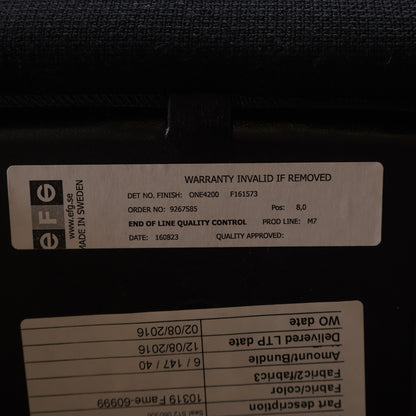 WARRANTY INVALID IF REMOVED
DET NO. FINISH: ONE4200 F161573
ORDER NO: 9267585 Pos: 8,0
END OF LINE QUALITY CONTROL PROD LINE: M7
DATE: 160823 QUALITY APPROVED:
EFG
www.efg.se
MADE IN SWEDEN
Part description
10319 Fame-60999
Fabric/color
Fabric2/fabric3
Amount/Bundle
6 / 147 / 40
Delivered LTP date
12/08/2016
WO date
02/08/2016